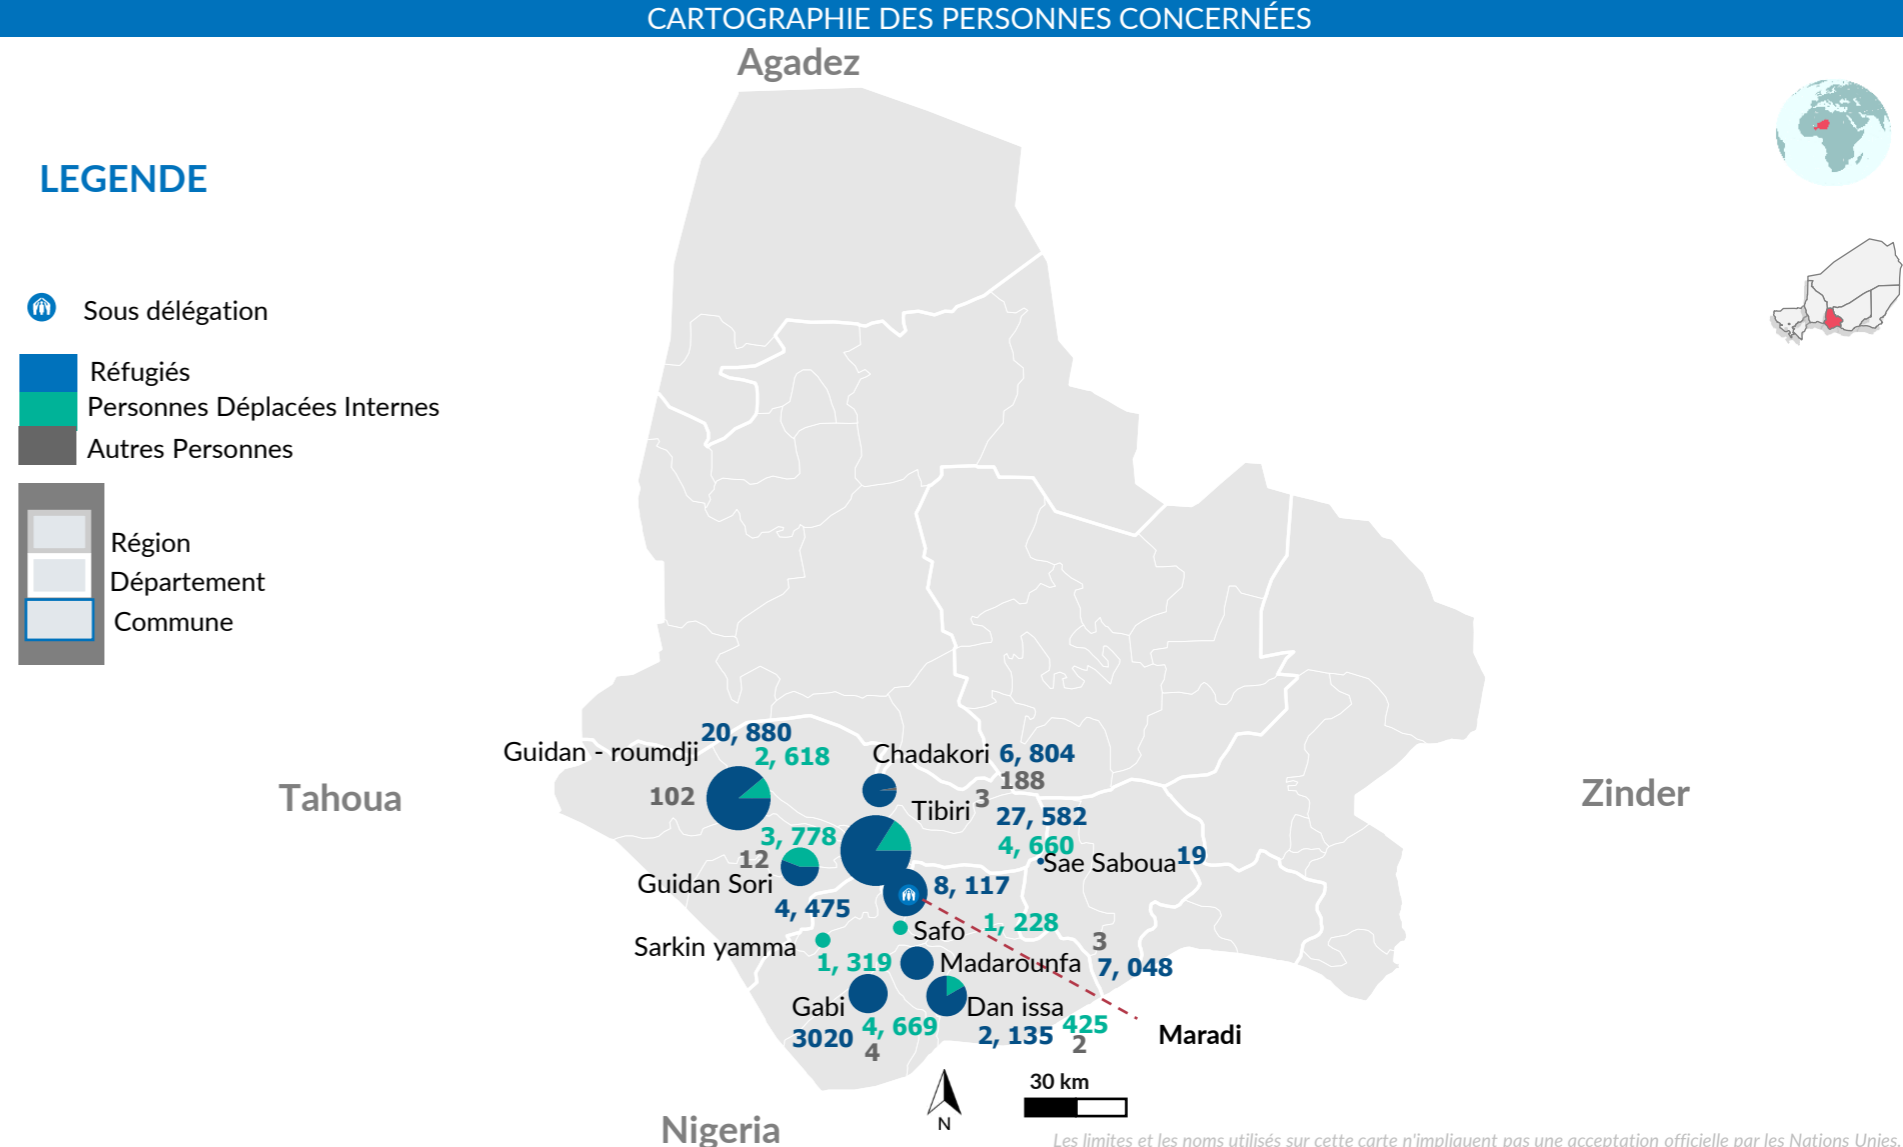 CARTOGRAPHIE DES PERSONNES CONCERNÉES
Agadez
LEGENDE
Sous délégation
Réfugiés
Personnes Déplacées Internes
Autres Personnes
Région
Département
Commune
Tahoua
Zinder
20, 880
Guidan - roumdji
2, 618
102
Chadakori 6, 804
188
Tibiri 3
27, 582
4, 660
3, 778
12
Guidan Sori
4, 475
Sae Saboua 19
8, 117
Safo 1, 228
Sarkin yamma
1, 319
3
Madarounfa 7, 048
Gabi
3020 4, 669
4
Dan issa
2, 135 425
2
Maradi
30 km
N
Nigeria
Les limites et les noms utilisés sur cette carte n'impliquent pas une acceptation officielle par les Nations Unies.